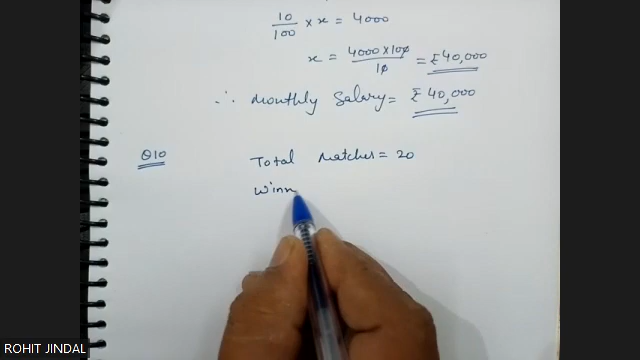 10/100 × x = 4000
x = 4000×100/10 = ₹40,000
∴ Monthly Salary = ₹40,000
Q10 Total Matches = 20
Winn
ROHIT JINDAL